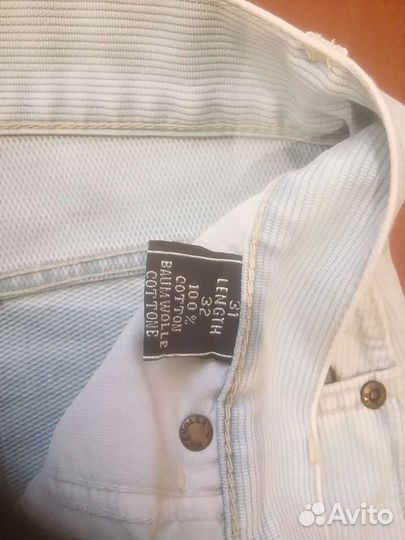 31
LENGTH
32
100%
COTTON
BAUMWOLLE
COTTONE
Avito